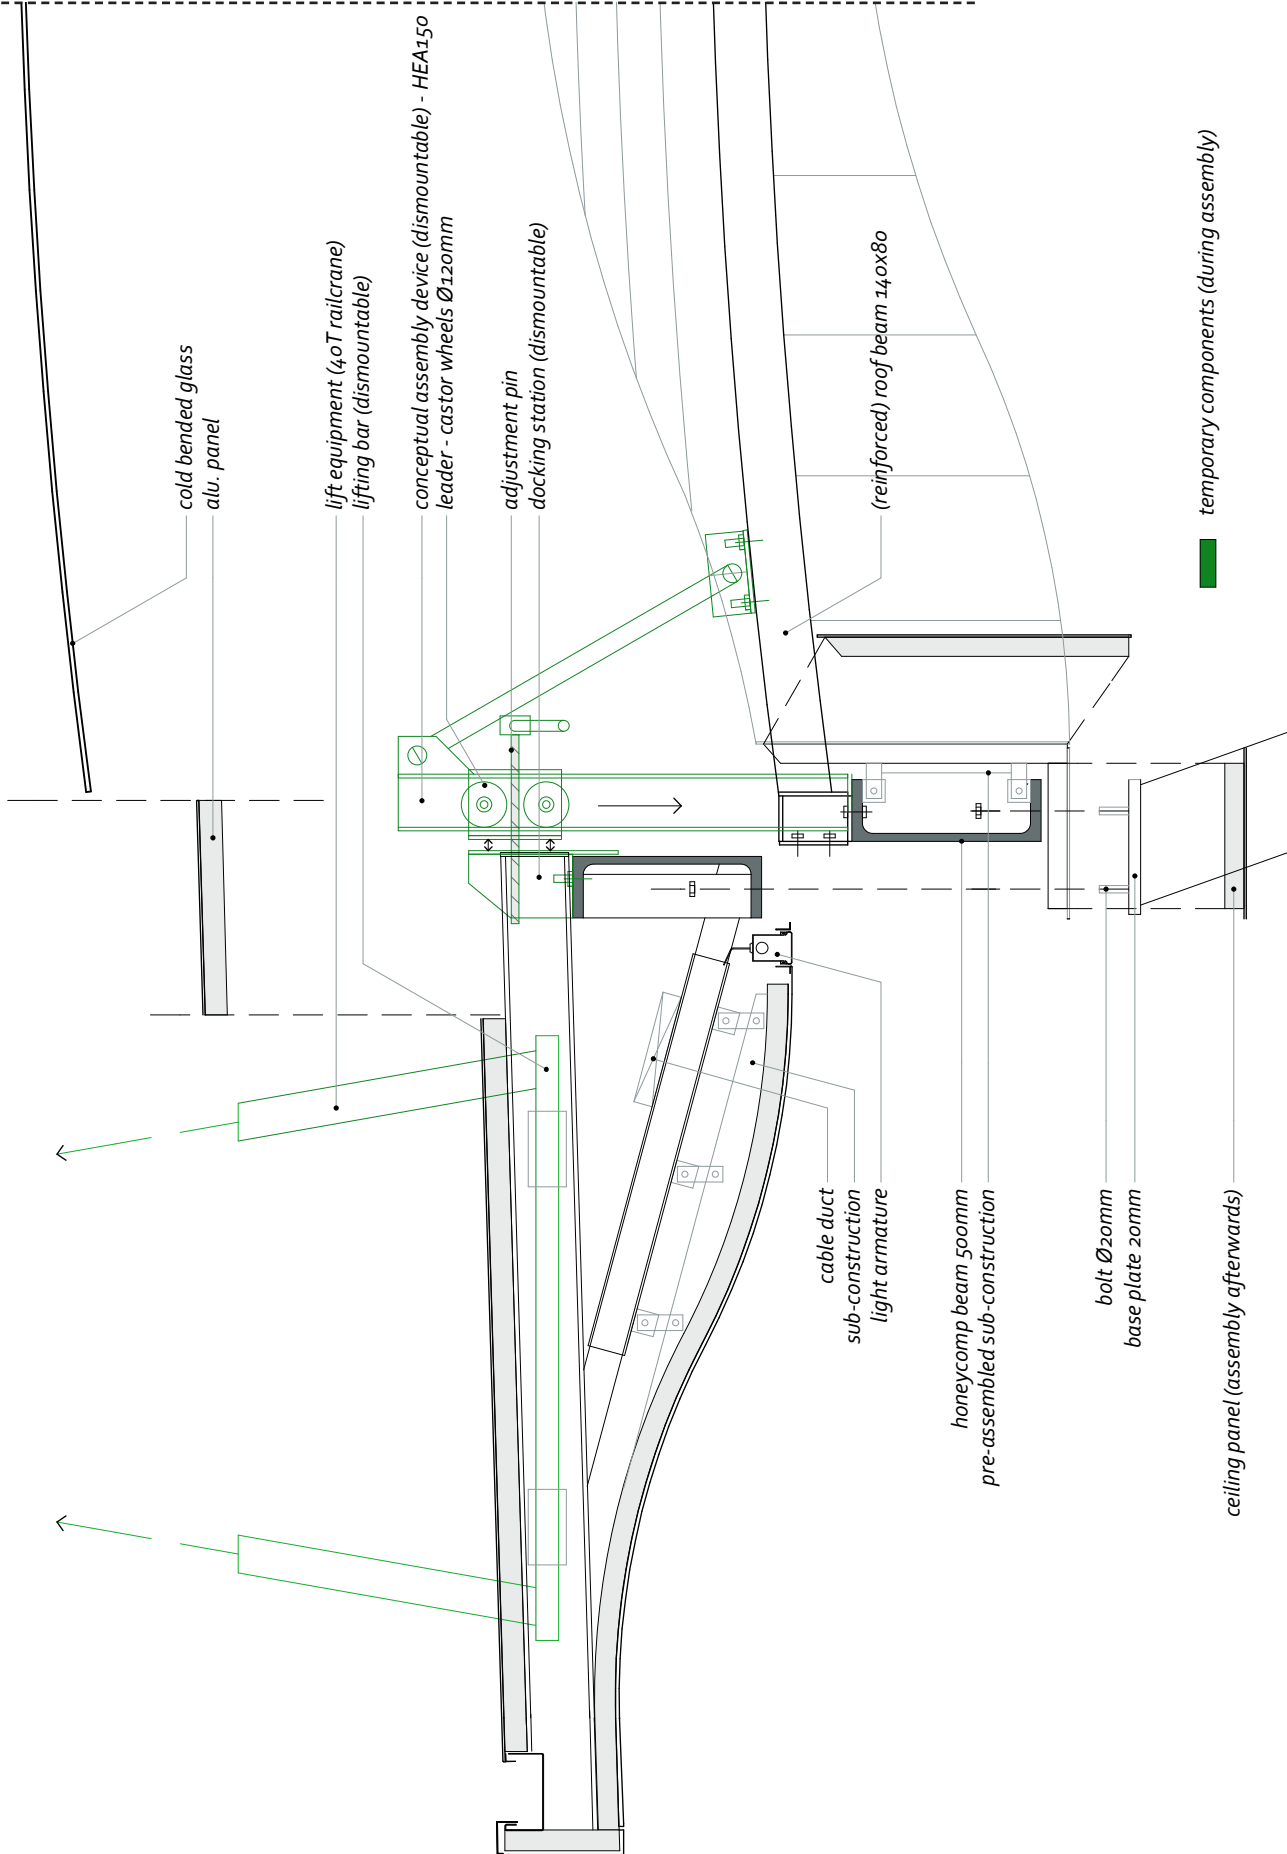 cold bended glass
alu. panel
lift equipment (40T railcrane)
lifting bar (dismountable)
conceptual assembly device (dismountable) - HEA150
leader - castor wheels Ø120mm
adjustment pin
docking station (dismountable)
(reinforced) roof beam 140x80
temporary components (during assembly)
cable duct
sub-construction
light armature
honeycomp beam 500mm
pre-assembled sub-construction
bolt Ø20mm
base plate 20mm
ceiling panel (assembly afterwards)